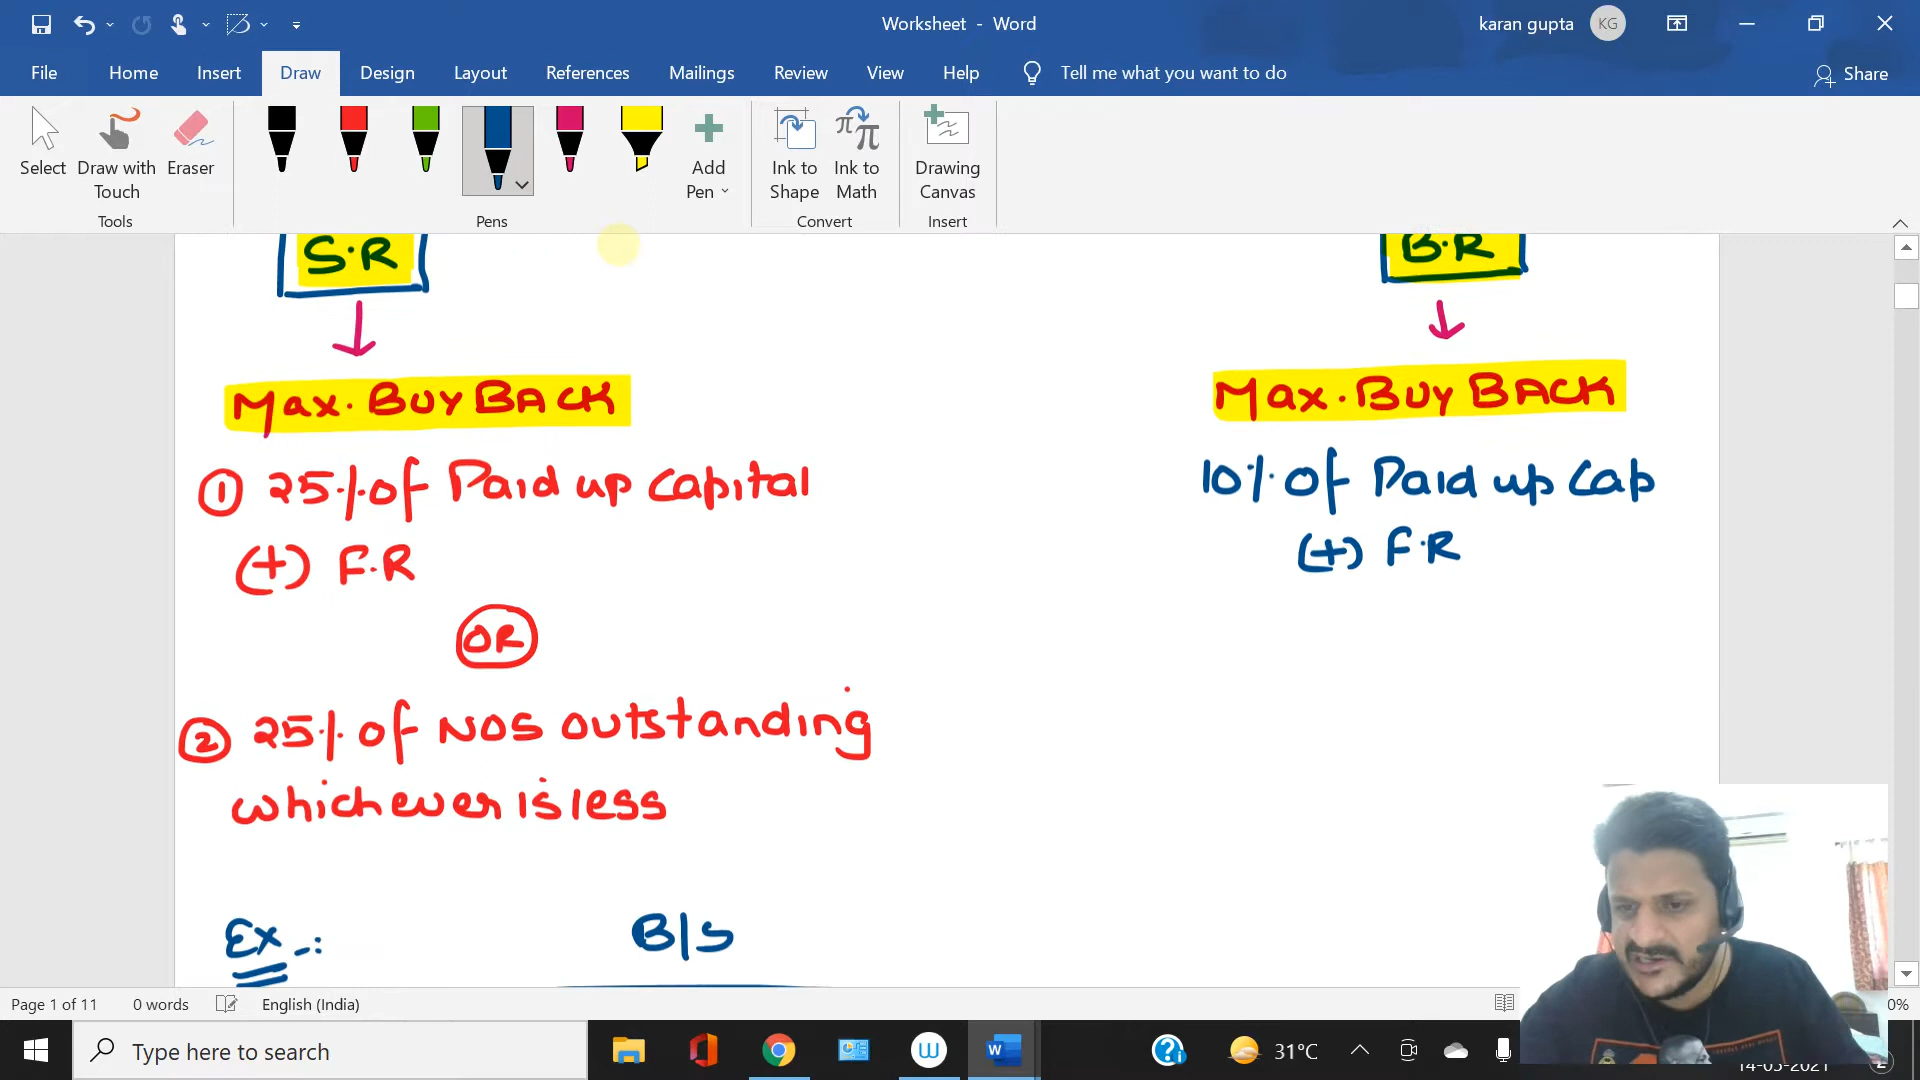 Worksheet - Word
karan gupta
KG
File
Home
Insert
Draw
Design
Layout
References
Mailings
Review
View
Help
Tell me what you want to do
Share
Select
Draw with
Touch
Eraser
Add
Pen
Ink to
Shape
Ink to
Math
Drawing
Canvas
Tools
Pens
Convert
Insert
S.R
B.R
Max. BUY BACK
Max. BUY BACK
① 25% of Paid up capital
(+) F.R
OR
② 25% of NOS outstanding
whichever is less
10% of Paid up Cap
(+) F.R
Ex -:
B/S
Page 1 of 11
0 words
English (India)
0%
Type here to search
31°C
14-05-2021